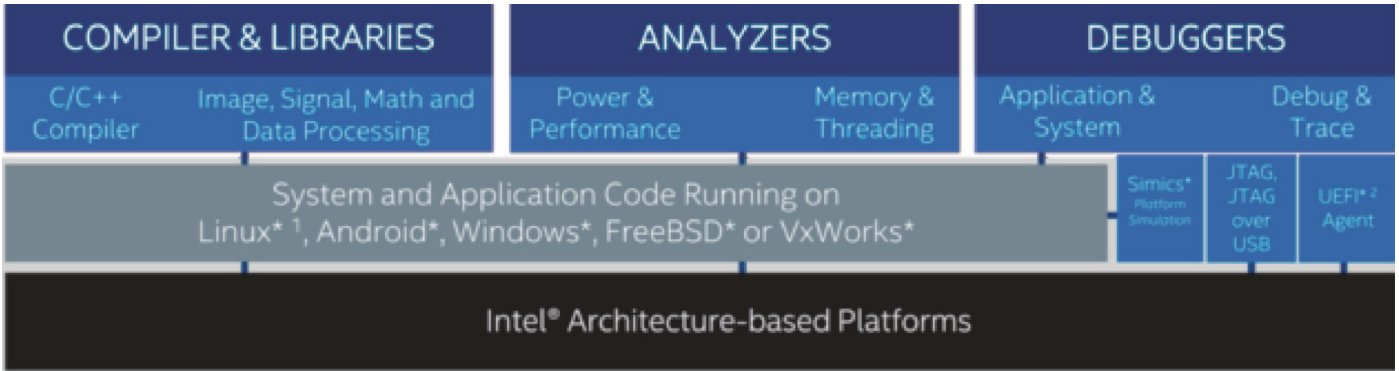 COMPILER & LIBRARIES
C/C++
Compiler
Image, Signal, Math and
Data Processing
ANALYZERS
Power &
Performance
Memory &
Threading
DEBUGGERS
Application &
System
Debug &
Trace
System and Application Code Running on
Linux* ¹, Android*, Windows*, FreeBSD* or VxWorks*
Simics*
Platform
Simulation
JTAG,
JTAG
over
USB
UEFI* ²
Agent
Intel® Architecture-based Platforms